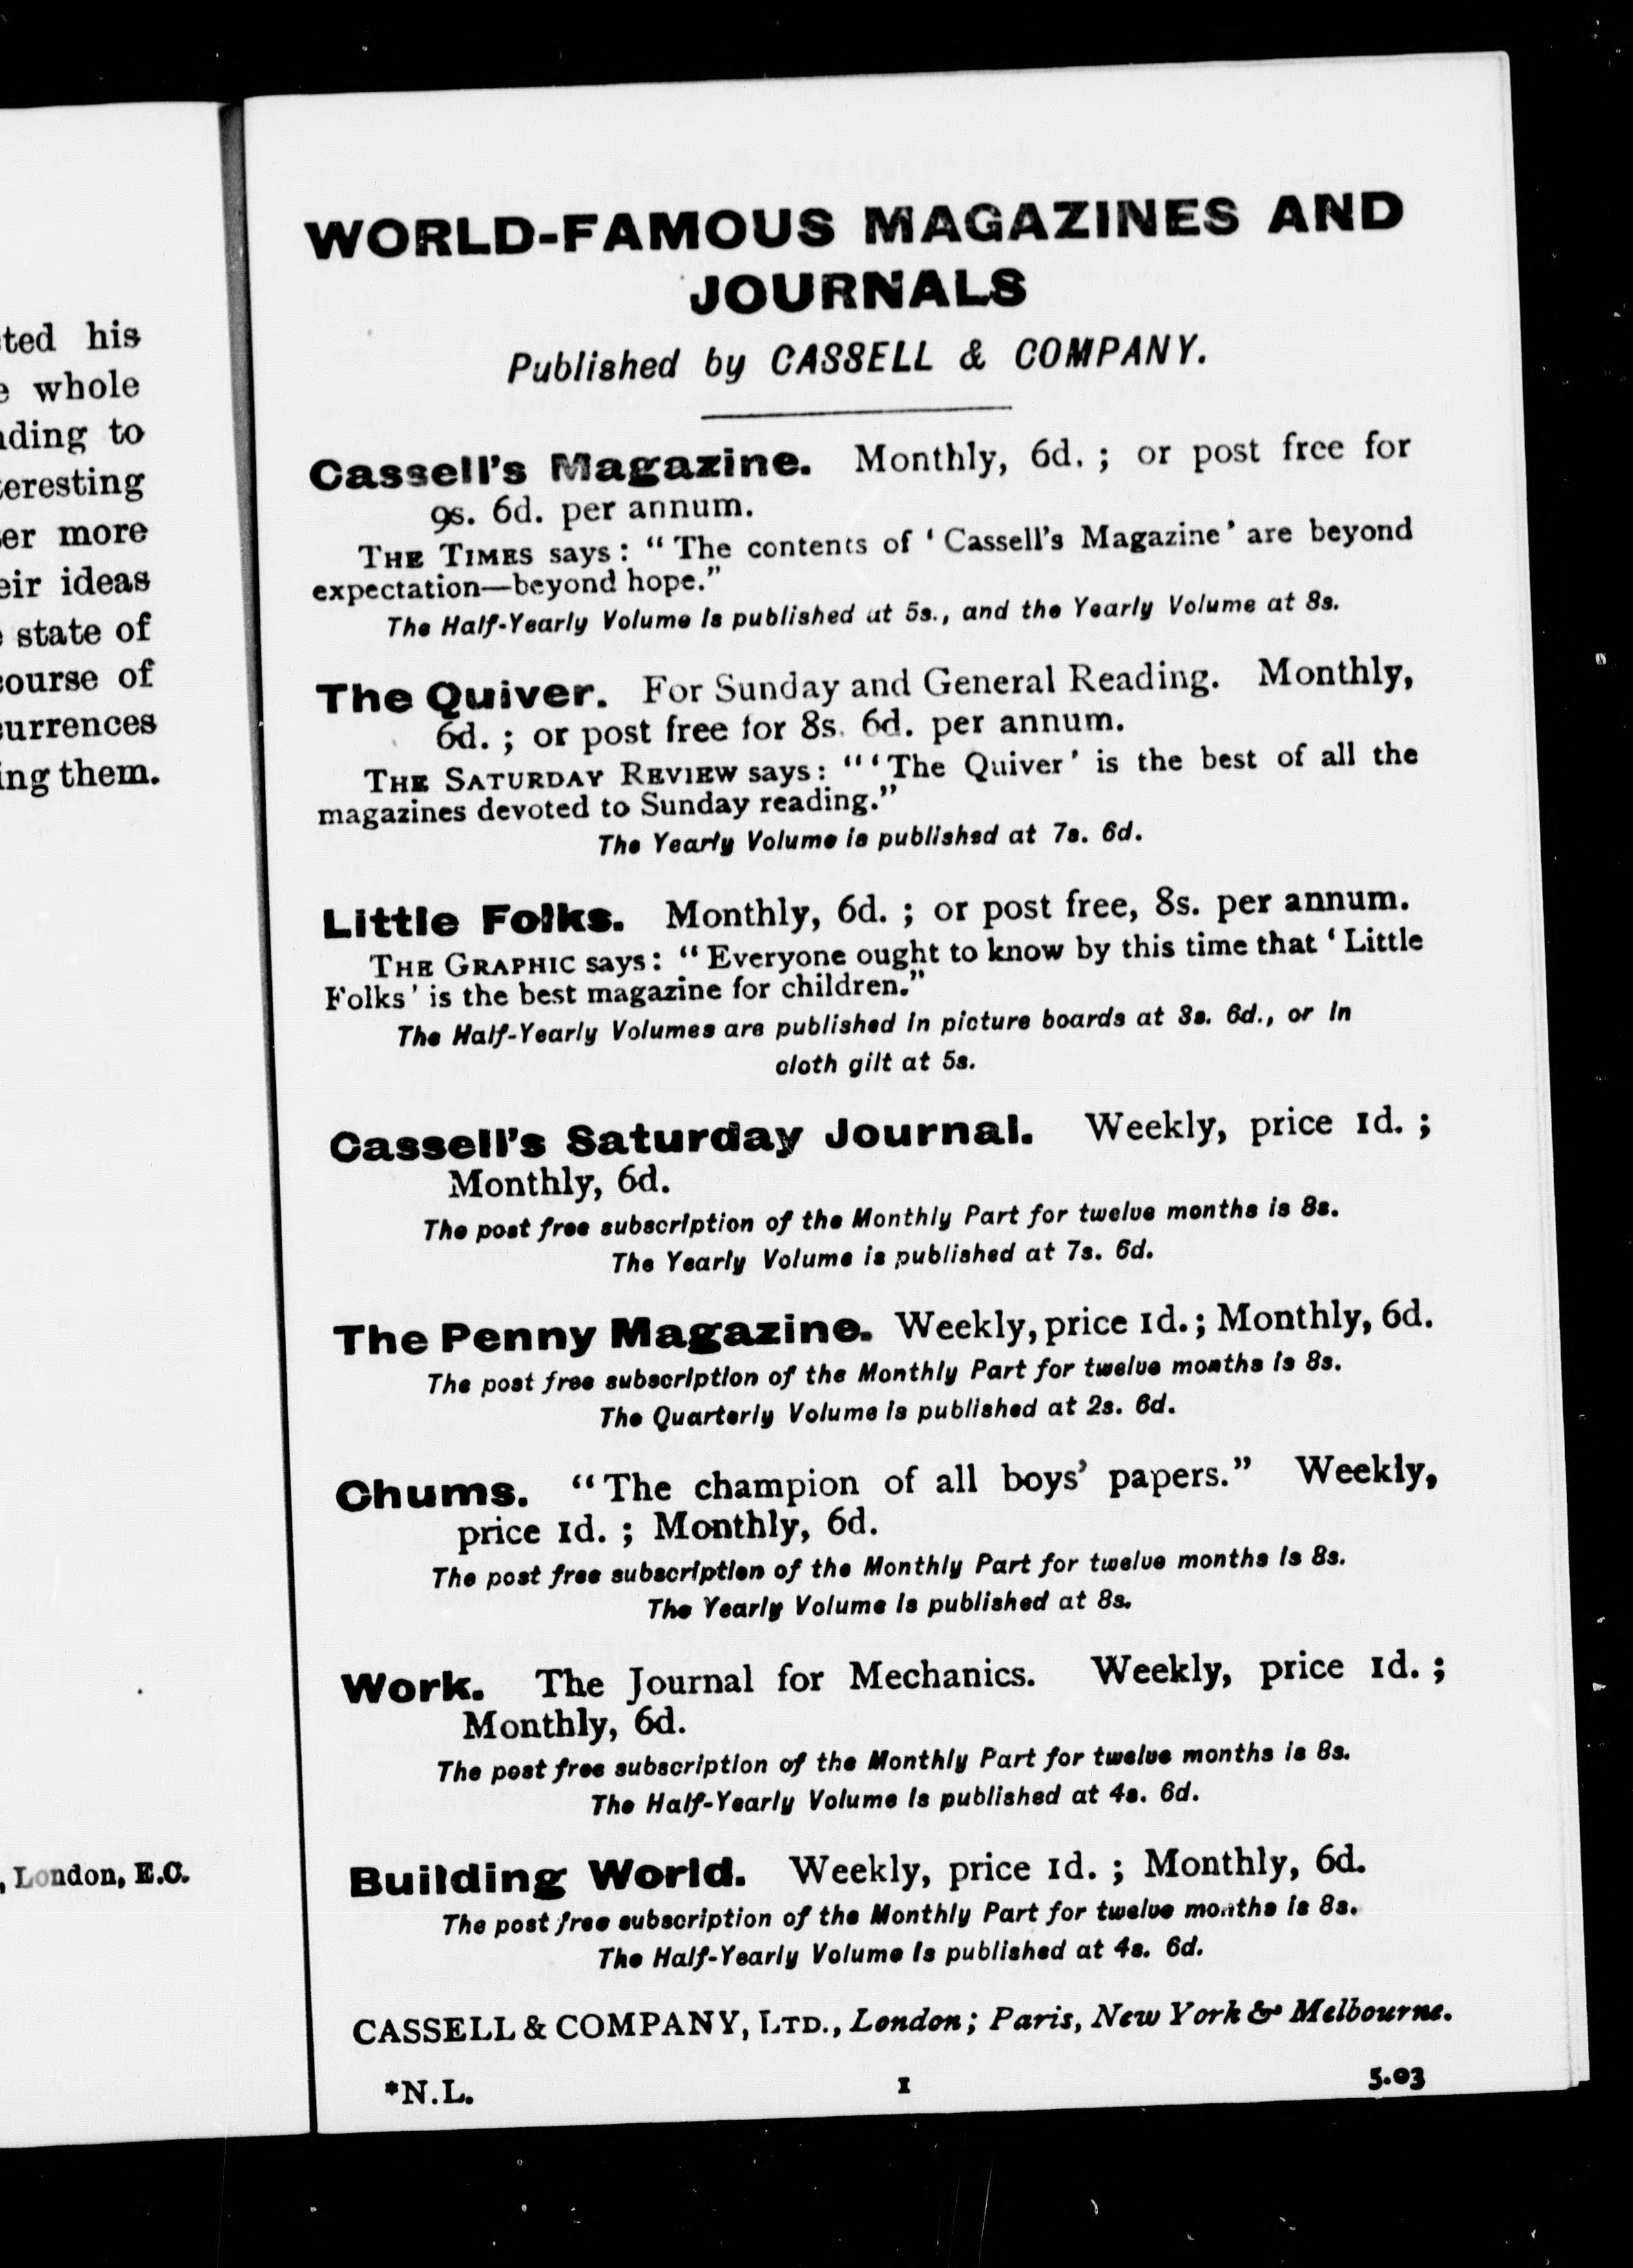 ted his
whole
ding to
eresting
er more
eir ideas
state of
ourse of
urrences
ing them.
, London, E.C.
WORLD-FAMOUS MAGAZINES AND
JOURNALS
Published by CASSELL & COMPANY.
Cassell's Magazine. Monthly, 6d. ; or post free for
9s. 6d. per annum.
THE TIMES says: "The contents of 'Cassell's Magazine' are beyond
expectation—beyond hope."
The Half-Yearly Volume is published at 5s., and the Yearly Volume at 8s.
The Quiver. For Sunday and General Reading. Monthly,
6d. ; or post free for 8s. 6d. per annum.
THE SATURDAY REVIEW says: "'The Quiver' is the best of all the
magazines devoted to Sunday reading."
The Yearly Volume is published at 7s. 6d.
Little Folks. Monthly, 6d. ; or post free, 8s. per annum.
THE GRAPHIC says: "Everyone ought to know by this time that 'Little
Folks' is the best magazine for children."
The Half-Yearly Volumes are published in picture boards at 3s. 6d., or in
cloth gilt at 5s.
Cassell's Saturday Journal. Weekly, price 1d. ;
Monthly, 6d.
The post free subscription of the Monthly Part for twelve months is 8s.
The Yearly Volume is published at 7s. 6d.
The Penny Magazine. Weekly, price 1d. ; Monthly, 6d.
The post free subscription of the Monthly Part for twelve months is 8s.
The Quarterly Volume is published at 2s. 6d.
Chums. "The champion of all boys' papers." Weekly,
price 1d. ; Monthly, 6d.
The post free subscription of the Monthly Part for twelve months is 8s.
The Yearly Volume is published at 8s.
Work. The Journal for Mechanics. Weekly, price 1d. ;
Monthly, 6d.
The post free subscription of the Monthly Part for twelve months is 8s.
The Half-Yearly Volume is published at 4s. 6d.
Building World. Weekly, price 1d. ; Monthly, 6d.
The post free subscription of the Monthly Part for twelve months is 8s.
The Half-Yearly Volume is published at 4s. 6d.
CASSELL & COMPANY, LTD., London; Paris, New York & Melbourne.
*N.L. 1 5.03